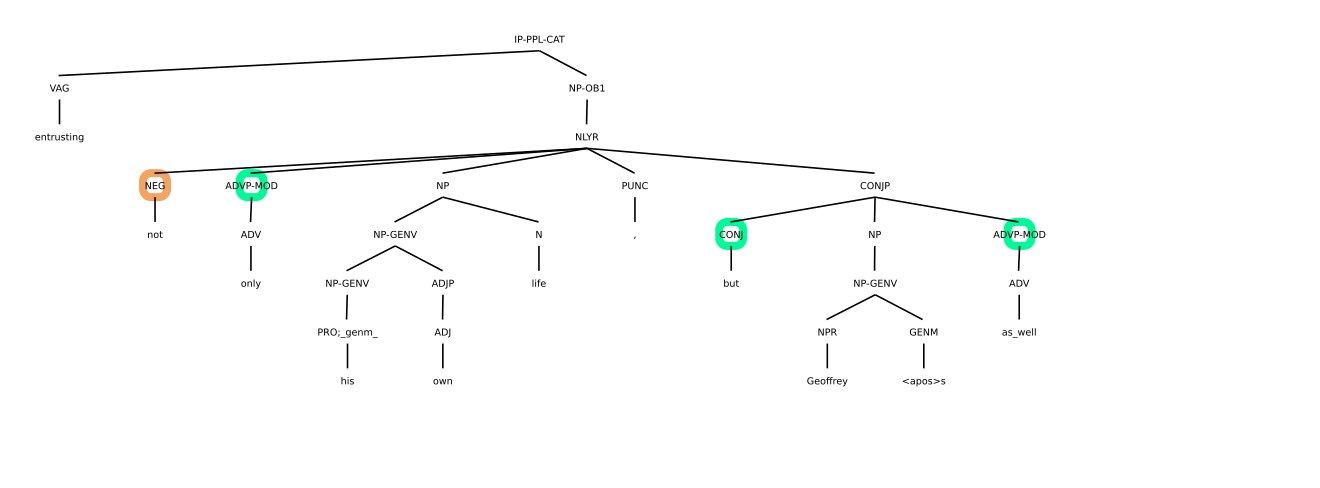 IP-PPL-CAT
VAG NP-OB1
entrusting NLYR
NEG ADVP-MOD NP PUNC CONJP
not ADV NP-GENV N , CONJ NP ADVP-MOD
only NP-GENV ADJP life but NP-GENV ADV
PRO;_genm_ ADJ NPR GENM as_well
his own Geoffrey <apos>s